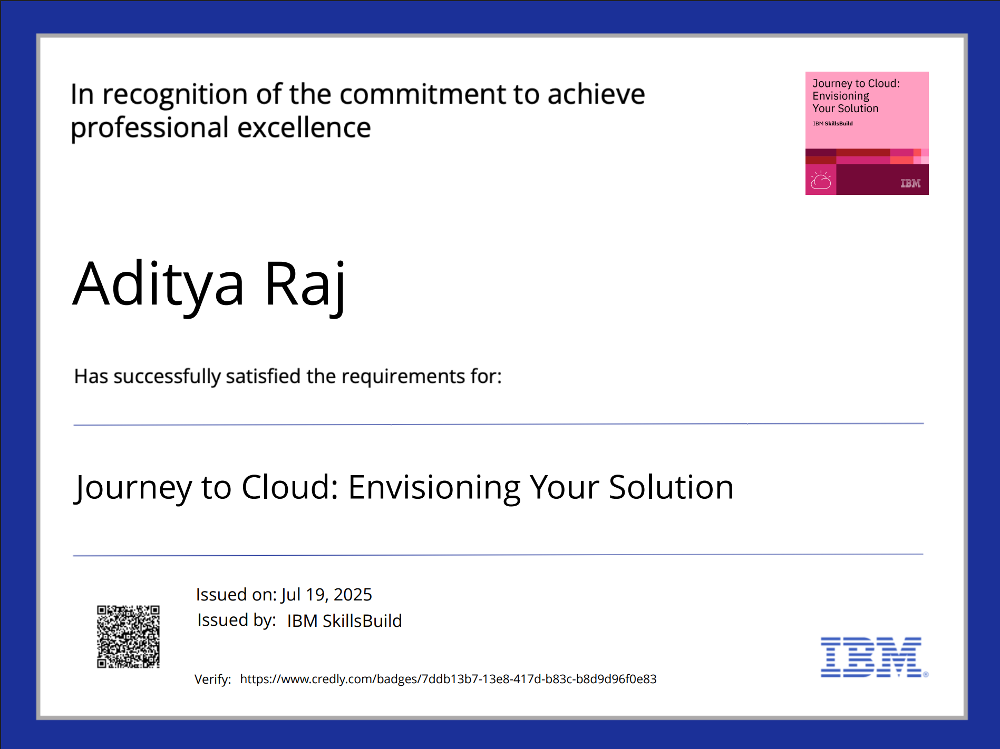 In recognition of the commitment to achieve
professional excellence
Journey to Cloud:
Envisioning
Your Solution
IBM SkillsBuild
IBM
Aditya Raj
Has successfully satisfied the requirements for:
Journey to Cloud: Envisioning Your Solution
Issued on: Jul 19, 2025
Issued by: IBM SkillsBuild
Verify: https://www.credly.com/badges/7ddb13b7-13e8-417d-b83c-b8d9d96f0e83
IBM®